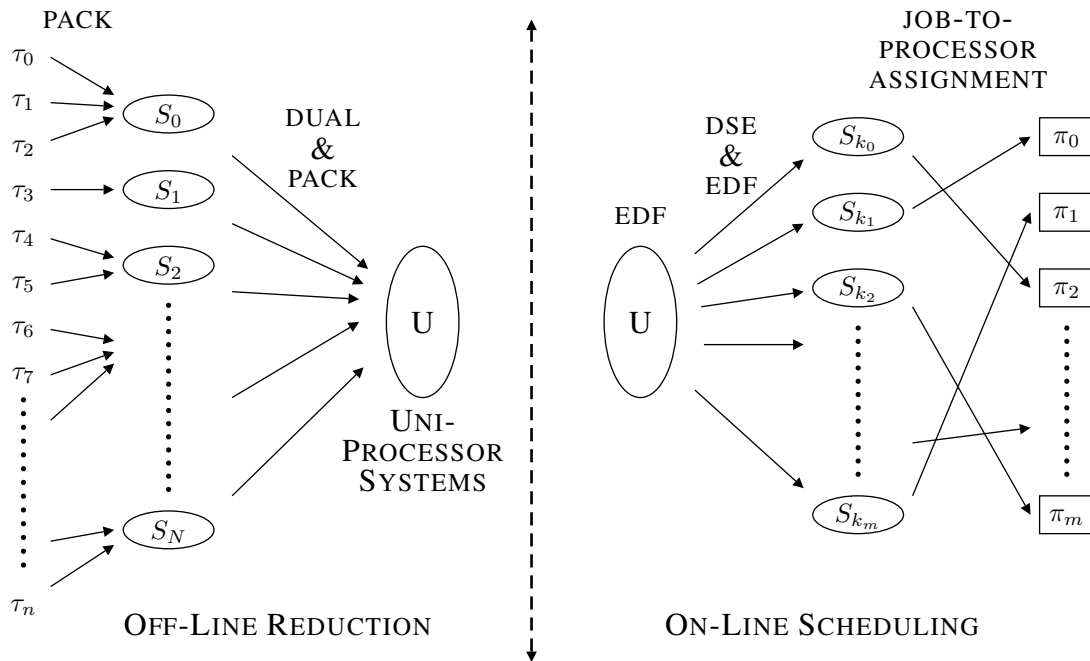 PACK
τ0
τ1
τ2
τ3
τ4
τ5
τ6
τ7
τn
S0
S1
S2
SN
DUAL
&
PACK
U
UNI-
PROCESSOR
SYSTEMS
OFF-LINE REDUCTION
EDF
U
DSE
&
EDF
Sk0
Sk1
Sk2
Skm
JOB-TO-
PROCESSOR
ASSIGNMENT
π0
π1
π2
πm
ON-LINE SCHEDULING